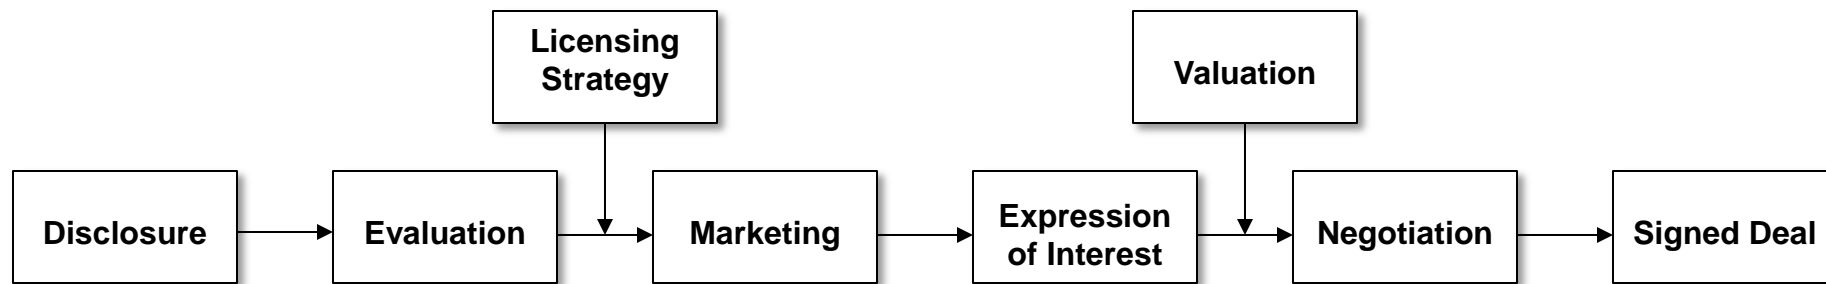 Licensing
Strategy
Valuation
Disclosure
Evaluation
Marketing
Expression
of Interest
Negotiation
Signed Deal